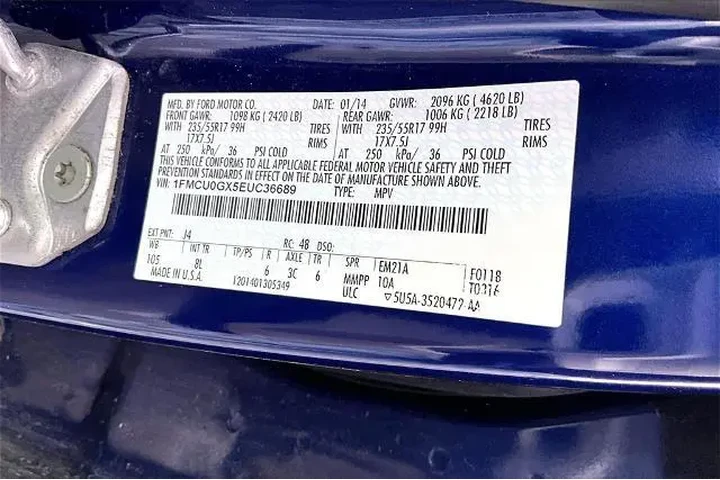 MFD. BY FORD MOTOR CO. DATE: 01/14 GVWR: 2096 KG ( 4620 LB)
FRONT GAWR: 1098 KG ( 2420 LB) REAR GAWR: 1006 KG ( 2218 LB)
WITH 235/55R17 99H TIRES WITH 235/55R17 99H TIRES
17X7.5J RIMS 17X7.5J RIMS
AT 250 kPa/ 36 PSI COLD AT 250 kPa/ 36 PSI COLD
THIS VEHICLE CONFORMS TO ALL APPLICABLE FEDERAL MOTOR VEHICLE SAFETY AND THEFT
PREVENTION STANDARDS IN EFFECT ON THE DATE OF MANUFACTURE SHOWN ABOVE.
VIN: 1FMCU0GX5EUC36689 TYPE: MPV
EXT PNT: J4 RC: 48 DSO:
WB INT TR TP/PS R AXLE TR SPR EM21A F0118
105 8L 6 3C 6 MMPP 10A T0216
MADE IN U.S.A. 1201401305349 ULC 5U5A-3520472-AA